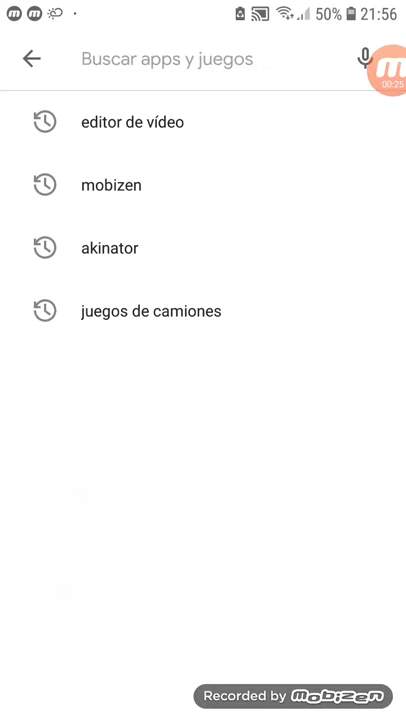 50% 21:56
Buscar apps y juegos
00:25
editor de vídeo
mobizen
akinator
juegos de camiones
Recorded by mobizen